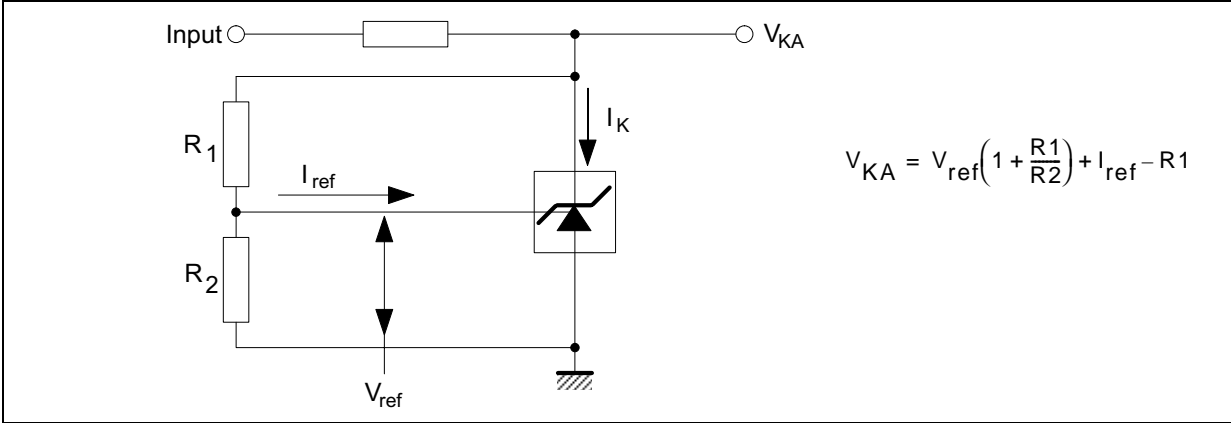 Input
V_KA
I_K
R_1
I_ref
R_2
V_ref
V_KA = V_ref(1 + R1/R2) + I_ref – R1